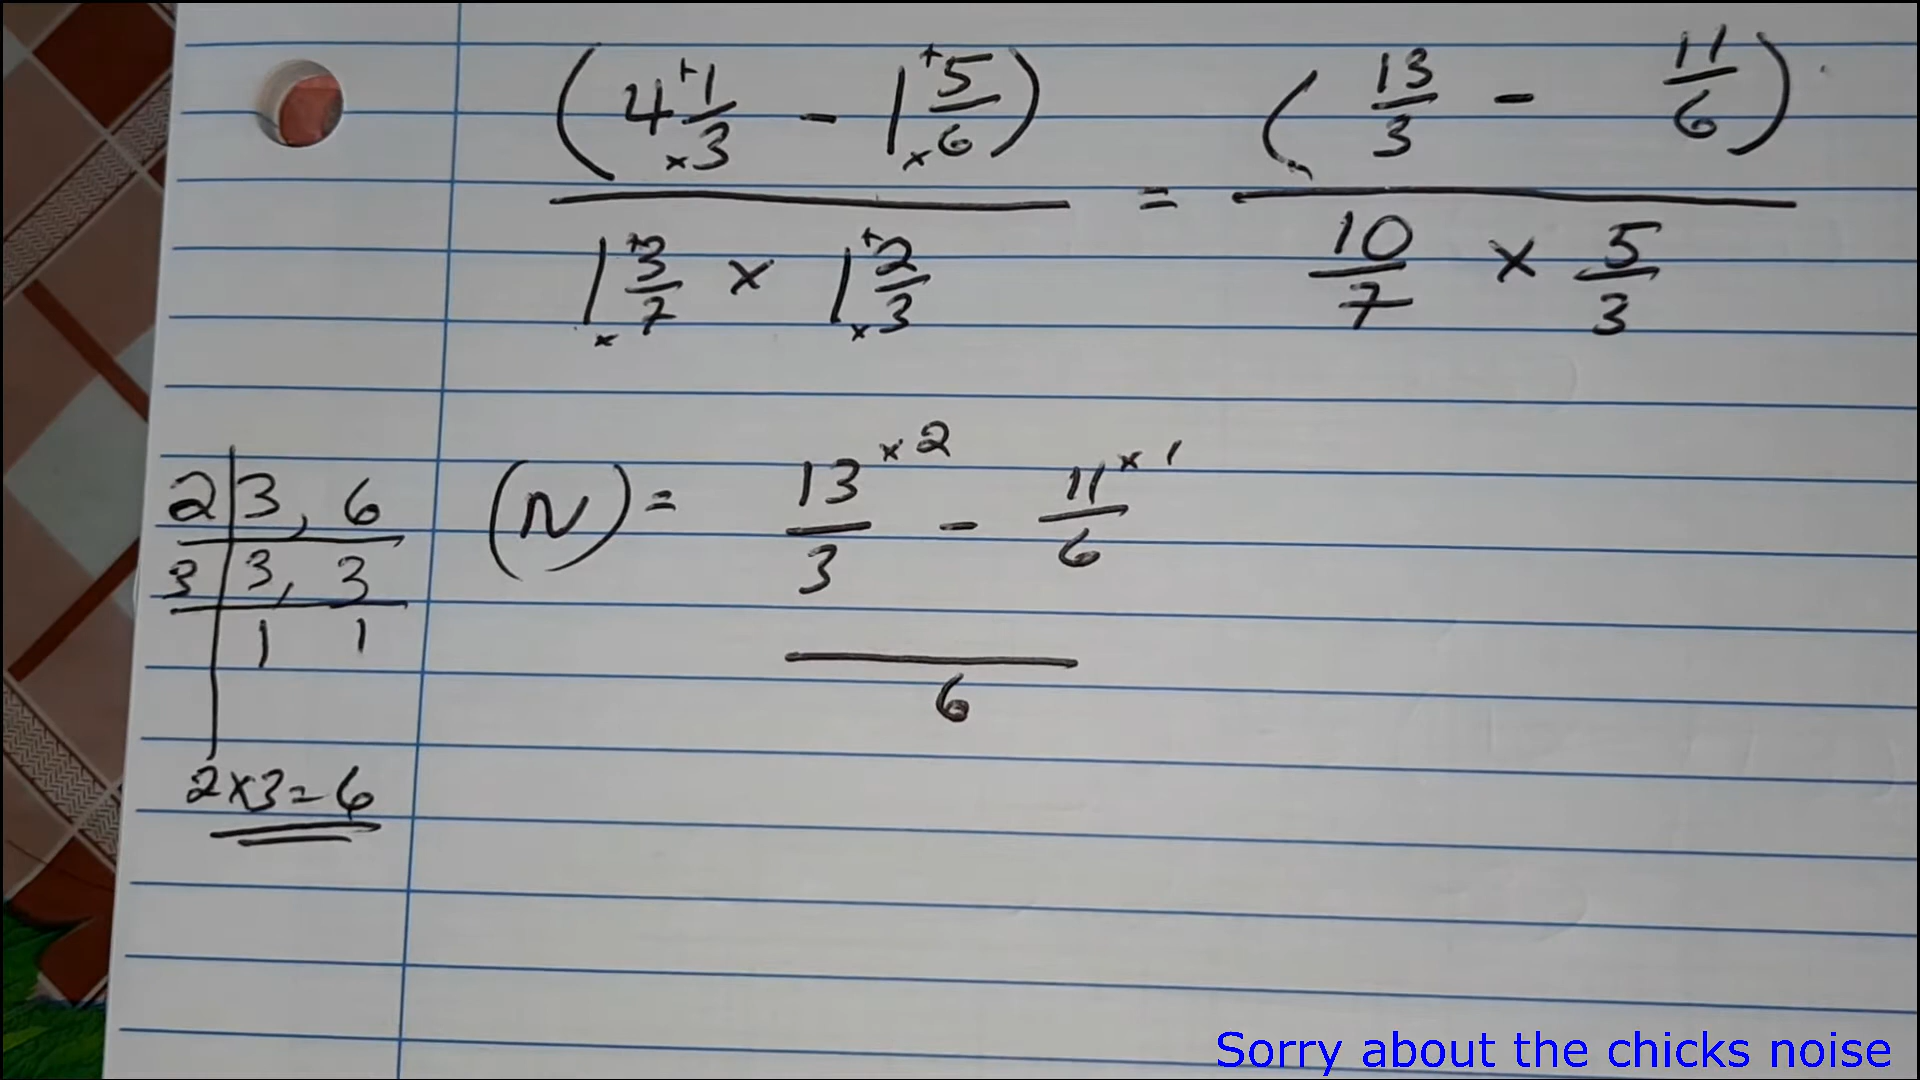 (4 +1/×3 - 1 +5/×6) / (1 +3/×7 × 1 +2/×3) = (13/3 - 11/6) / (10/7 × 5/3)
2 | 3, 6
3 | 3, 3
1 1
2×3=6
(N) = 13/3 ×2 - 11/6 ×1
/6
Sorry about the chicks noise